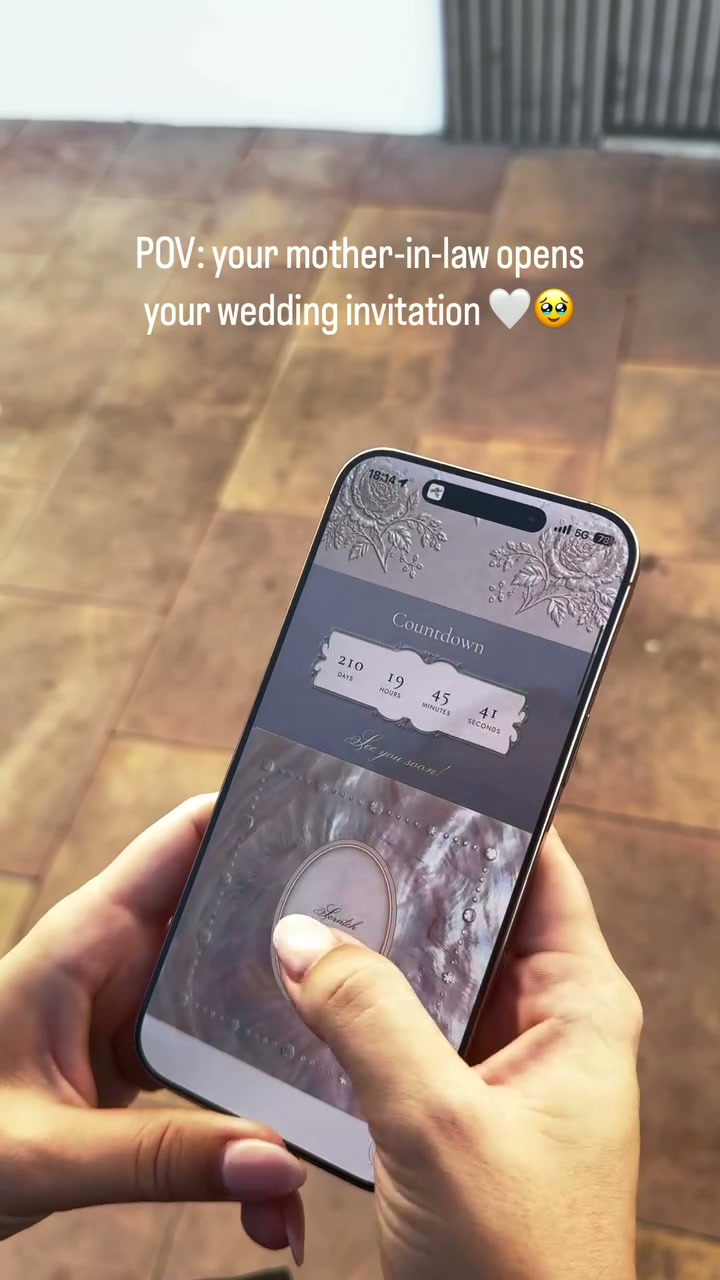 POV: your mother-in-law opens
your wedding invitation 🤍🥹
18:14
5G 78
Countdown
210 19 45 41
DAYS HOURS MINUTES SECONDS
See you soon!
Scratch